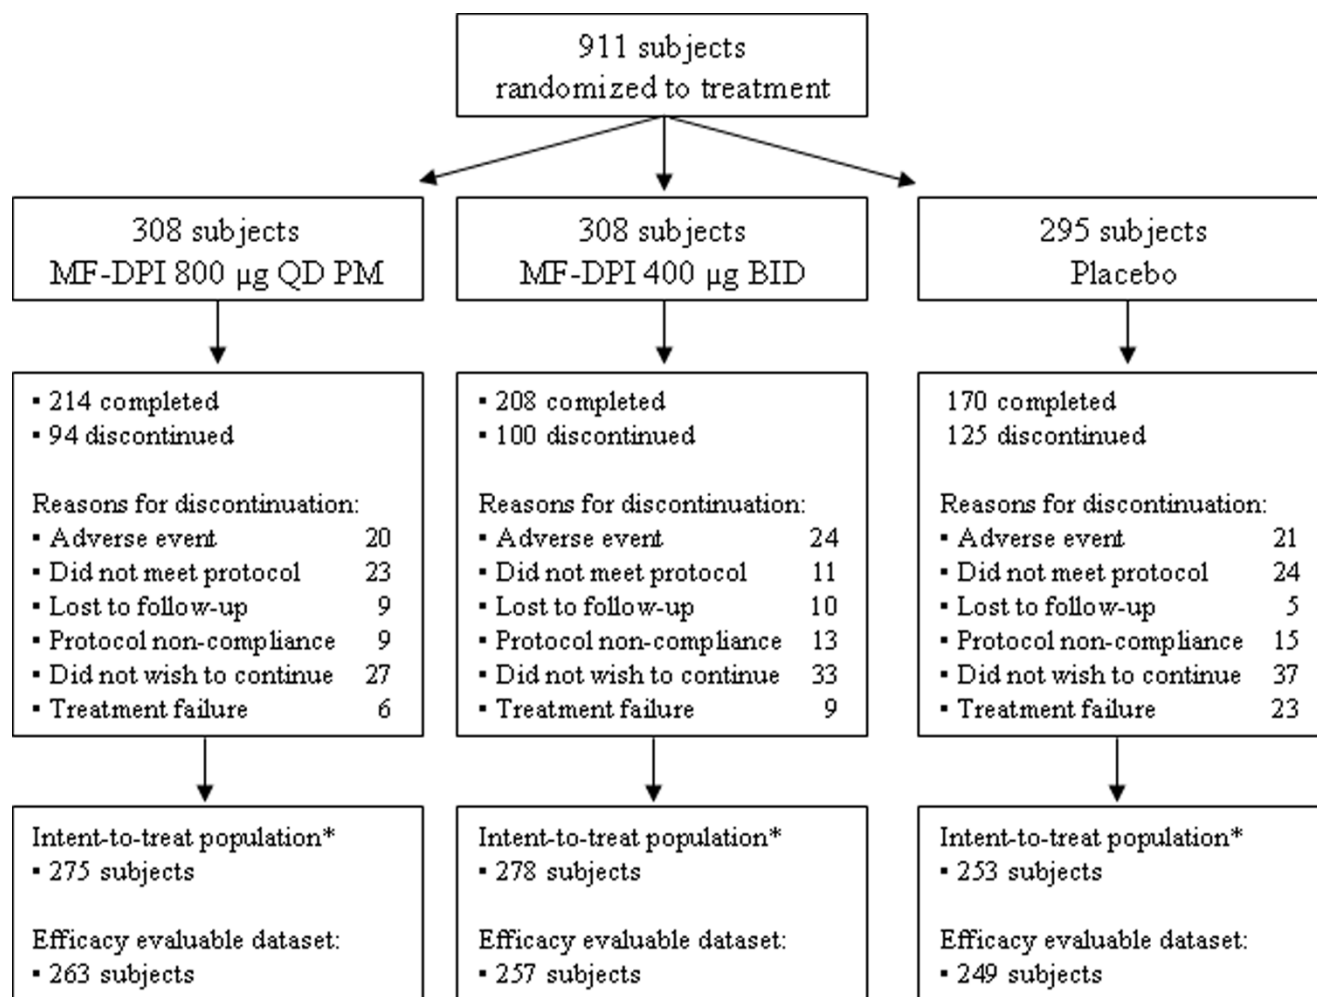 911 subjects
randomized to treatment
308 subjects
MF-DPI 800 µg QD PM
308 subjects
MF-DPI 400 µg BID
295 subjects
Placebo
▪ 214 completed
▪ 94 discontinued
Reasons for discontinuation:
▪ Adverse event 20
▪ Did not meet protocol 23
▪ Lost to follow-up 9
▪ Protocol non-compliance 9
▪ Did not wish to continue 27
▪ Treatment failure 6
▪ 208 completed
▪ 100 discontinued
Reasons for discontinuation:
▪ Adverse event 24
▪ Did not meet protocol 11
▪ Lost to follow-up 10
▪ Protocol non-compliance 13
▪ Did not wish to continue 33
▪ Treatment failure 9
170 completed
125 discontinued
Reasons for discontinuation:
▪ Adverse event 21
▪ Did not meet protocol 24
▪ Lost to follow-up 5
▪ Protocol non-compliance 15
▪ Did not wish to continue 37
▪ Treatment failure 23
Intent-to-treat population*
▪ 275 subjects
Efficacy evaluable dataset:
▪ 263 subjects
Intent-to-treat population*
▪ 278 subjects
Efficacy evaluable dataset:
▪ 257 subjects
Intent-to-treat population*
▪ 253 subjects
Efficacy evaluable dataset:
▪ 249 subjects